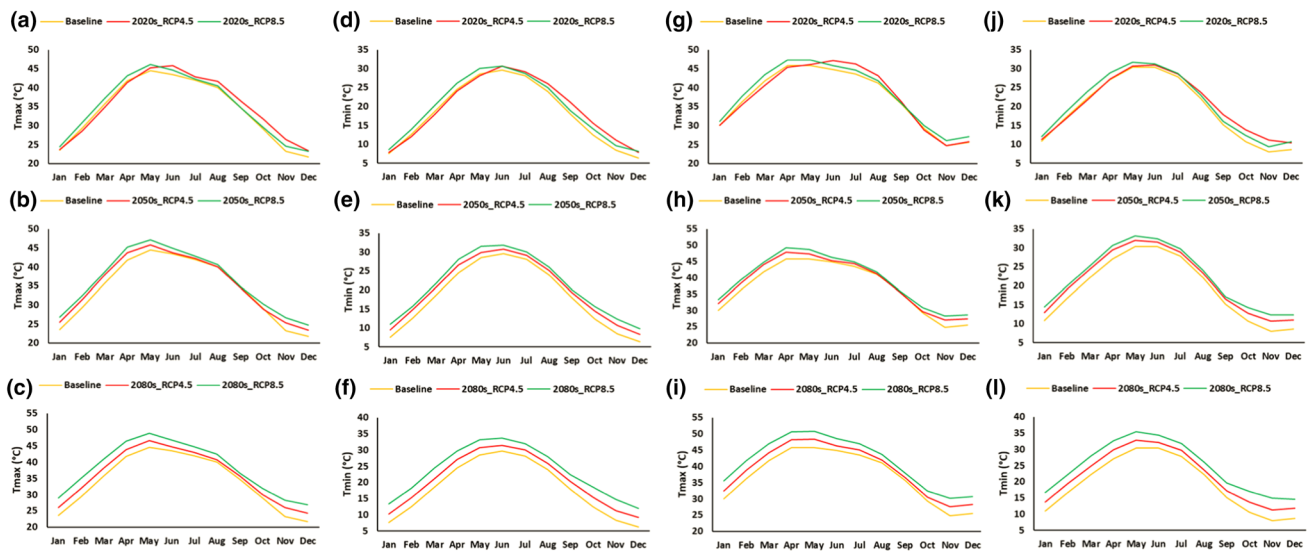 (a) Baseline 2020s_RCP4.5 2020s_RCP8.5
Tmax (°C)
50
45
40
35
30
25
20
Jan Feb Mar Apr May Jun Jul Aug Sep Oct Nov Dec
(d) Baseline 2020s_RCP4.5 2020s_RCP8.5
Tmin (°C)
35
30
25
20
15
10
5
Jan Feb Mar Apr May Jun Jul Aug Sep Oct Nov Dec
(g) Baseline 2020s_RCP4.5 2020s_RCP8.5
Tmax (°C)
50
45
40
35
30
25
20
Jan Feb Mar Apr May Jun Jul Aug Sep Oct Nov Dec
(j) Baseline 2020s_RCP4.5 2020s_RCP8.5
Tmin (°C)
35
30
25
20
15
10
5
Jan Feb Mar Apr May Jun Jul Aug Sep Oct Nov Dec
(b) Baseline 2050s_RCP4.5 2050s_RCP8.5
Tmax (°C)
50
45
40
35
30
25
20
Jan Feb Mar Apr May Jun Jul Aug Sep Oct Nov Dec
(e) Baseline 2050s_RCP4.5 2050s_RCP8.5
Tmin (°C)
35
30
25
20
15
10
5
Jan Feb Mar Apr May Jun Jul Aug Sep Oct Nov Dec
(h) Baseline 2050s_RCP4.5 2050s_RCP8.5
Tmax (°C)
55
50
45
40
35
30
25
20
Jan Feb Mar Apr May Jun Jul Aug Sep Oct Nov Dec
(k) Baseline 2050s_RCP4.5 2050s_RCP8.5
Tmin (°C)
35
30
25
20
15
10
5
Jan Feb Mar Apr May Jun Jul Aug Sep Oct Nov Dec
(c) Baseline 2080s_RCP4.5 2080s_RCP8.5
Tmax (°C)
55
50
45
40
35
30
25
20
Jan Feb Mar Apr May Jun Jul Aug Sep Oct Nov Dec
(f) Baseline 2080s_RCP4.5 2080s_RCP8.5
Tmin (°C)
40
35
30
25
20
15
10
5
Jan Feb Mar Apr May Jun Jul Aug Sep Oct Nov Dec
(i) Baseline 2080s_RCP4.5 2080s_RCP8.5
Tmax (°C)
55
50
45
40
35
30
25
20
Jan Feb Mar Apr May Jun Jul Aug Sep Oct Nov Dec
(l) Baseline 2080s_RCP4.5 2080s_RCP8.5
Tmin (°C)
40
35
30
25
20
15
10
5
Jan Feb Mar Apr May Jun Jul Aug Sep Oct Nov Dec